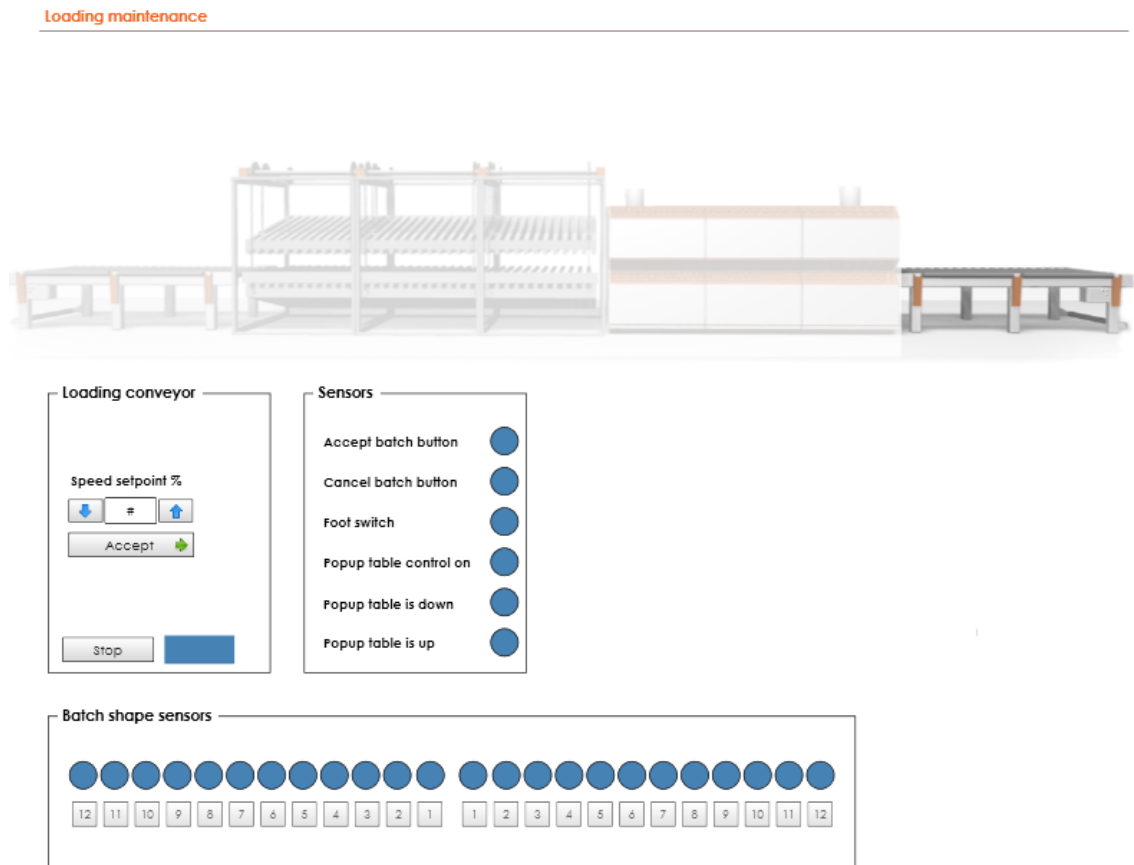 Loading maintenance
Loading conveyor
Speed setpoint %
#
Accept
Stop
Sensors
Accept batch button
Cancel batch button
Foot switch
Popup table control on
Popup table is down
Popup table is up
Batch shape sensors
12 11 10 9 8 7 6 5 4 3 2 1 1 2 3 4 5 6 7 8 9 10 11 12